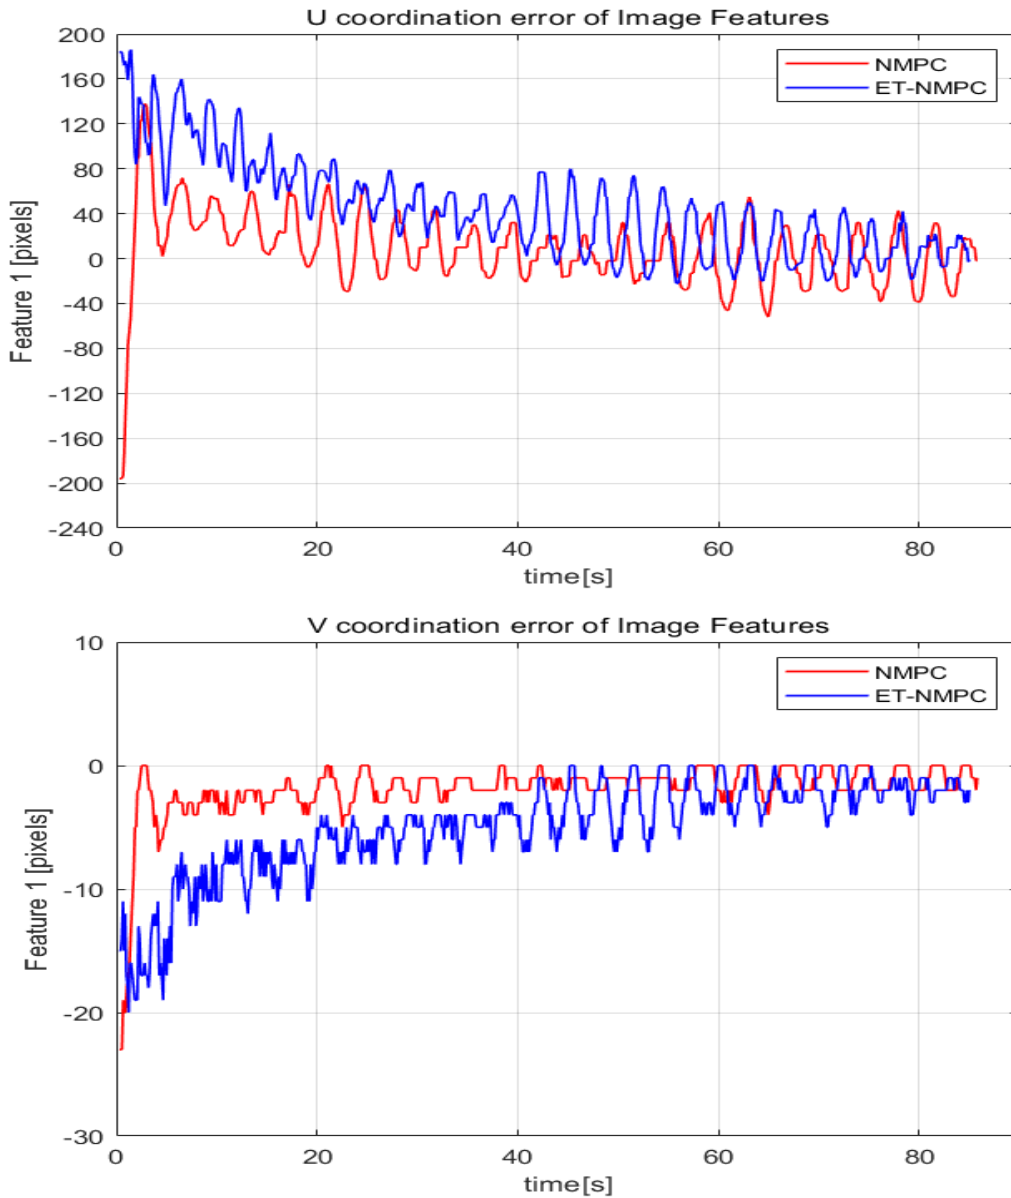 U coordination error of Image Features
200
160
120
80
40
0
-40
-80
-120
-160
-200
-240
Feature 1 [pixels]
NMPC
ET-NMPC
0 20 40 60 80
time[s]
V coordination error of Image Features
10
0
-10
-20
-30
Feature 1 [pixels]
NMPC
ET-NMPC
0 20 40 60 80
time[s]